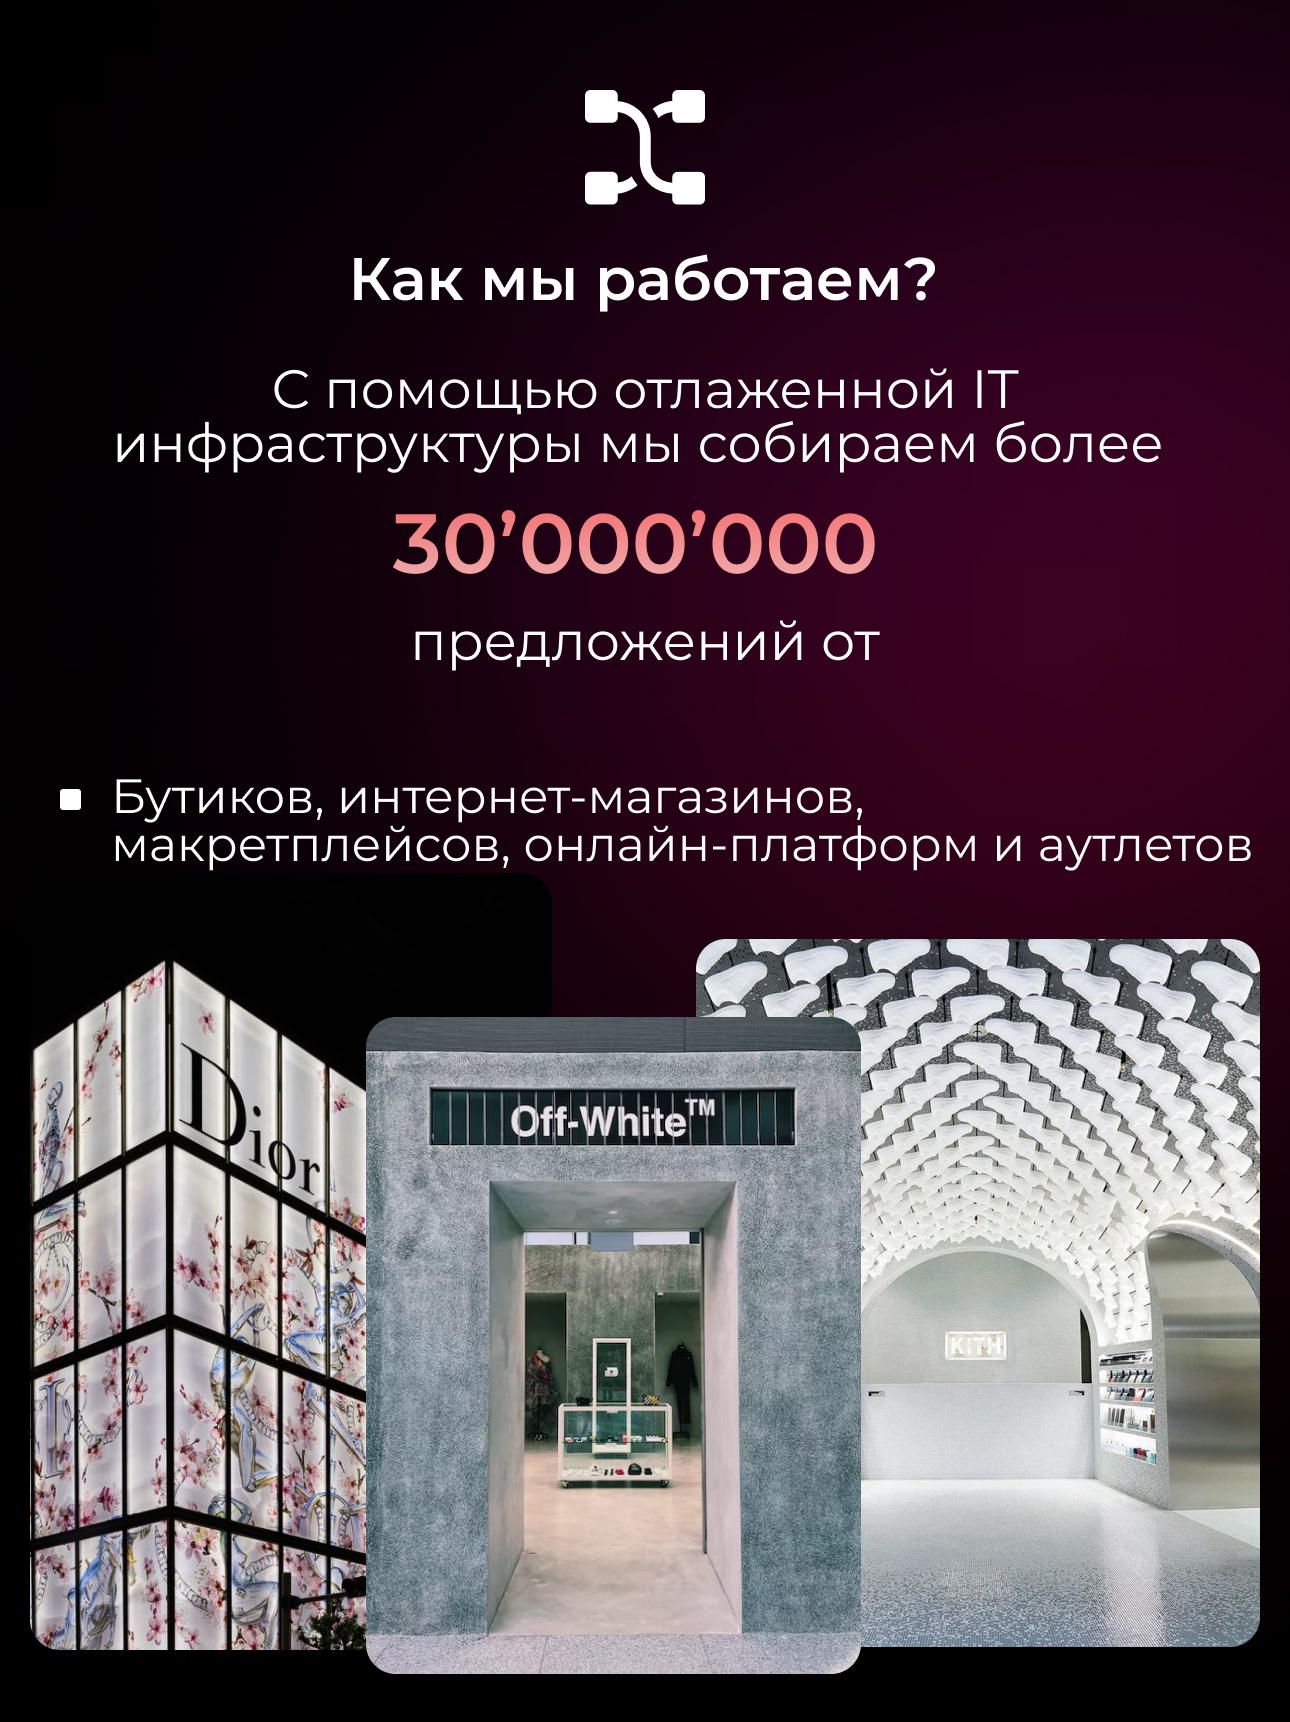 Как мы работаем?
С помощью отлаженной IT
инфраструктуры мы собираем более
30’000’000
предложений от
Бутиков, интернет-магазинов,
макретплейсов, онлайн-платформ и аутлетов
Dior
Off-White™
KITH